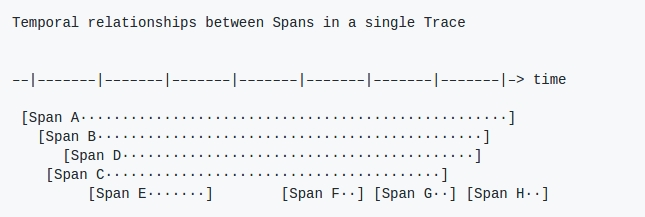 Temporal relationships between Spans in a single Trace
––|–––––––|–––––––|–––––––|–––––––|–––––––|–––––––|–––––––|–> time
 [Span A···················································]
   [Span B··············································]
      [Span D··········································]
    [Span C········································]
         [Span E·······]        [Span F··] [Span G··] [Span H··]